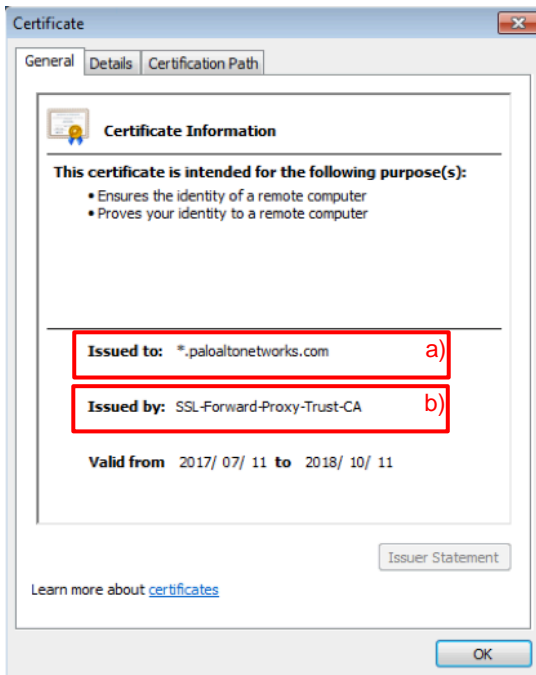 Certificate
General Details Certification Path
Certificate Information
This certificate is intended for the following purpose(s):
• Ensures the identity of a remote computer
• Proves your identity to a remote computer
Issued to: *.paloaltonetworks.com a)
Issued by: SSL-Forward-Proxy-Trust-CA b)
Valid from 2017/ 07/ 11 to 2018/ 10/ 11
Issuer Statement
Learn more about certificates
OK